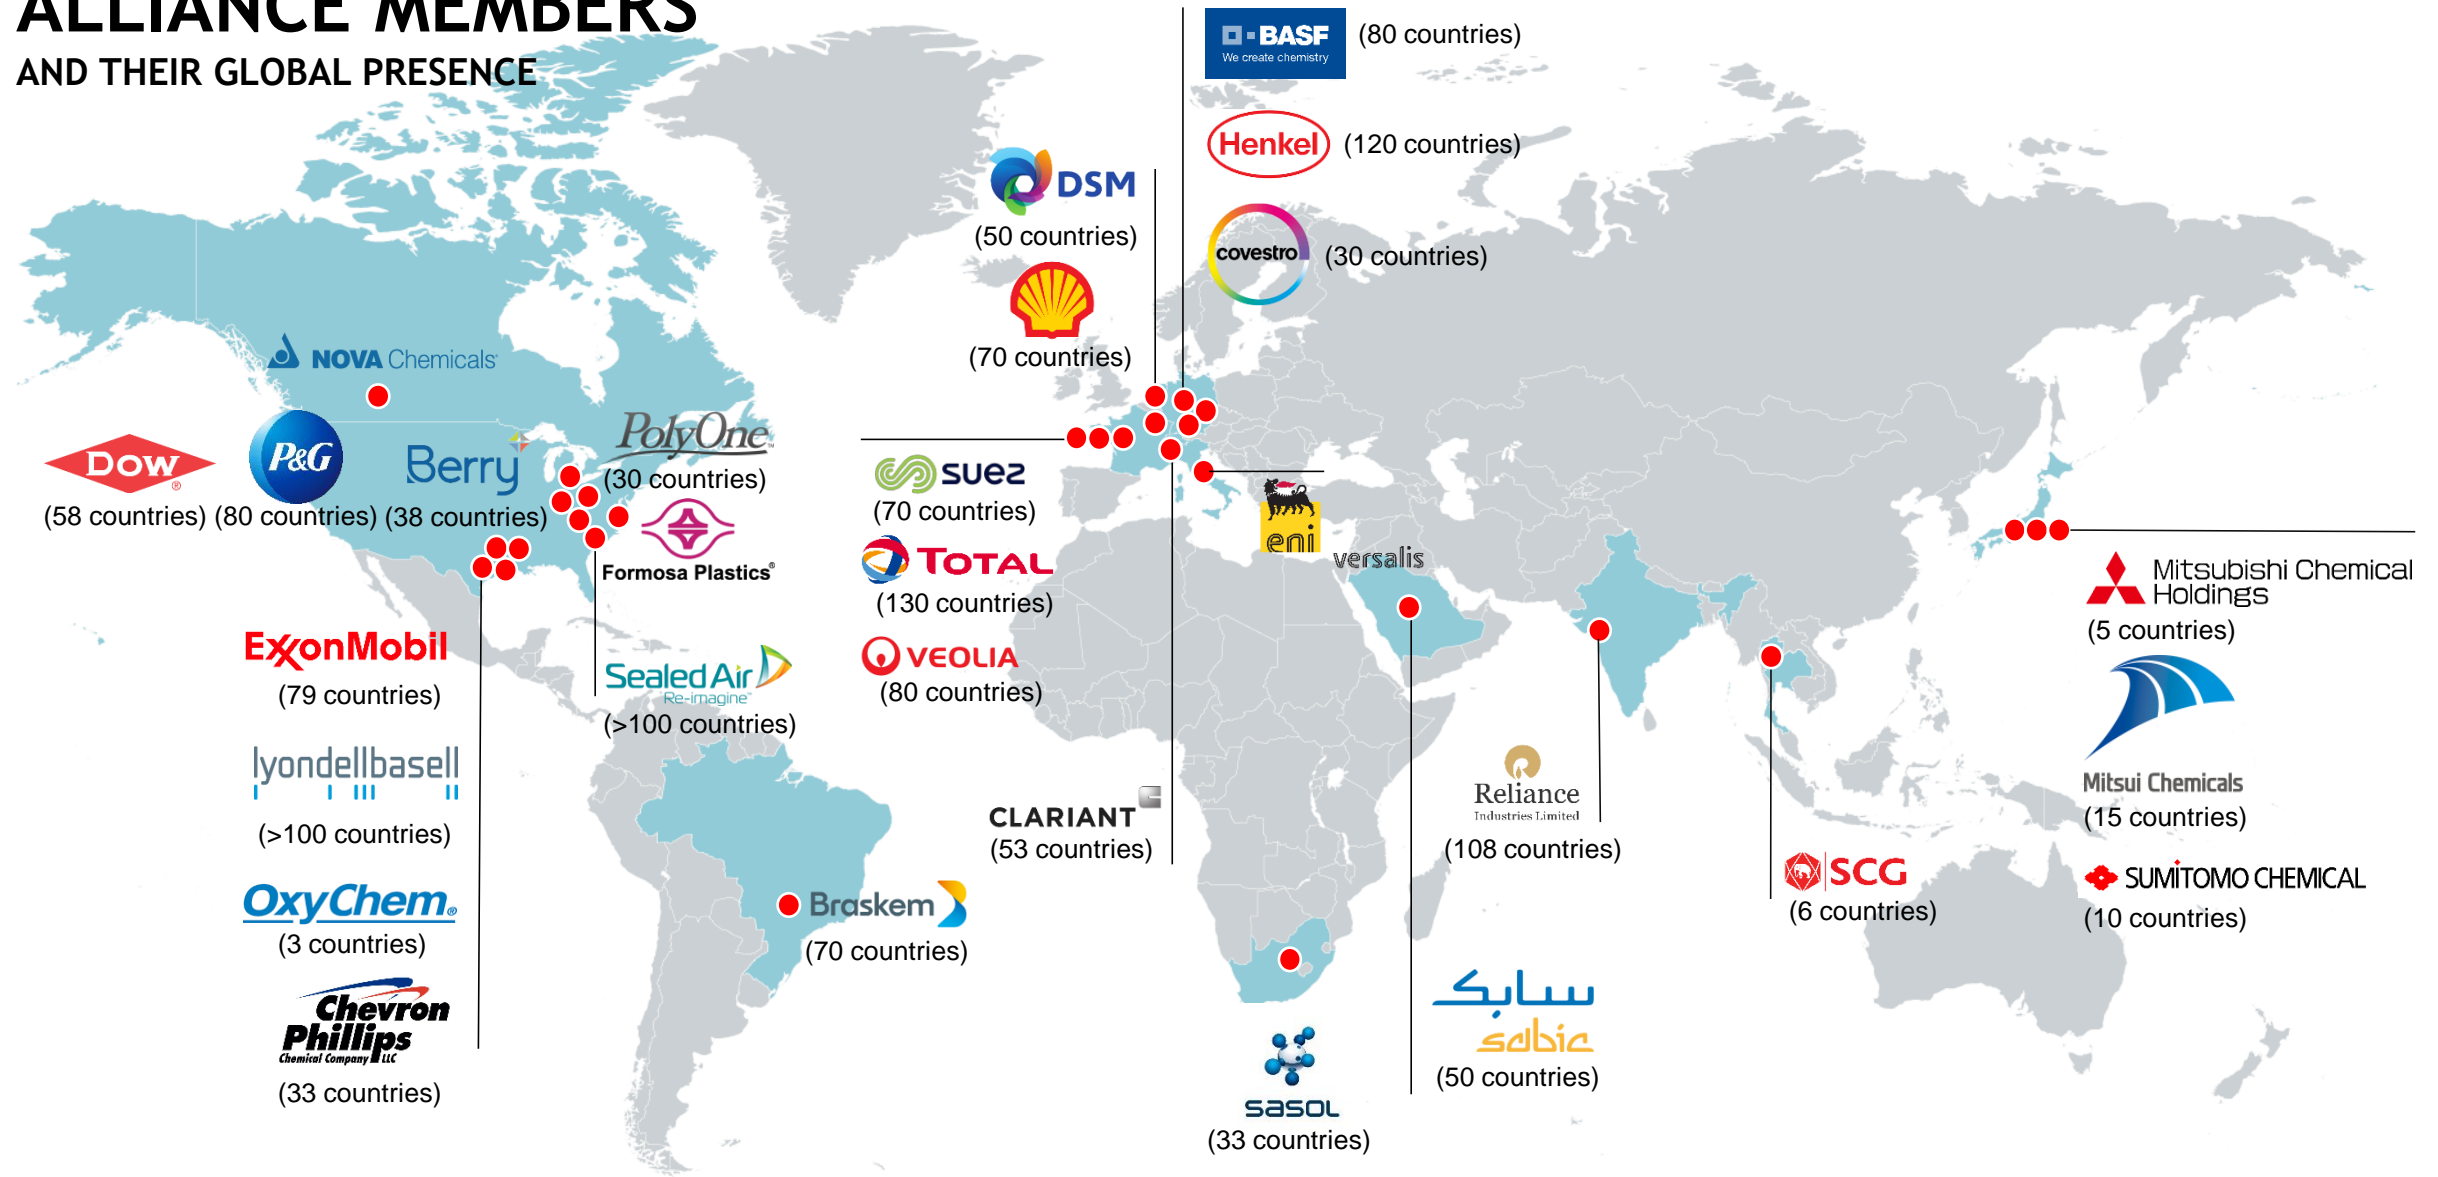 ALLIANCE MEMBERS
AND THEIR GLOBAL PRESENCE
BASF
We create chemistry
(80 countries)
Henkel
(120 countries)
covestro
(30 countries)
DSM
(50 countries)
(70 countries)
NOVA Chemicals
DOW
(58 countries)
P&G
(80 countries)
Berry
(38 countries)
PolyOne
(30 countries)
Formosa Plastics®
SUEZ
(70 countries)
TOTAL
(130 countries)
VEOLIA
(80 countries)
eni
versalis
Mitsubishi Chemical
Holdings
(5 countries)
Mitsui Chemicals
(15 countries)
SUMITOMO CHEMICAL
(10 countries)
ExxonMobil
(79 countries)
lyondellbasell
(>100 countries)
OxyChem®
(3 countries)
Chevron
Phillips
Chemical Company LLC
(33 countries)
Sealed Air
Re-imagine™
(>100 countries)
Braskem
(70 countries)
CLARIANT
(53 countries)
Reliance
Industries Limited
(108 countries)
SCG
(6 countries)
سابك
sabic
(50 countries)
sasol
(33 countries)